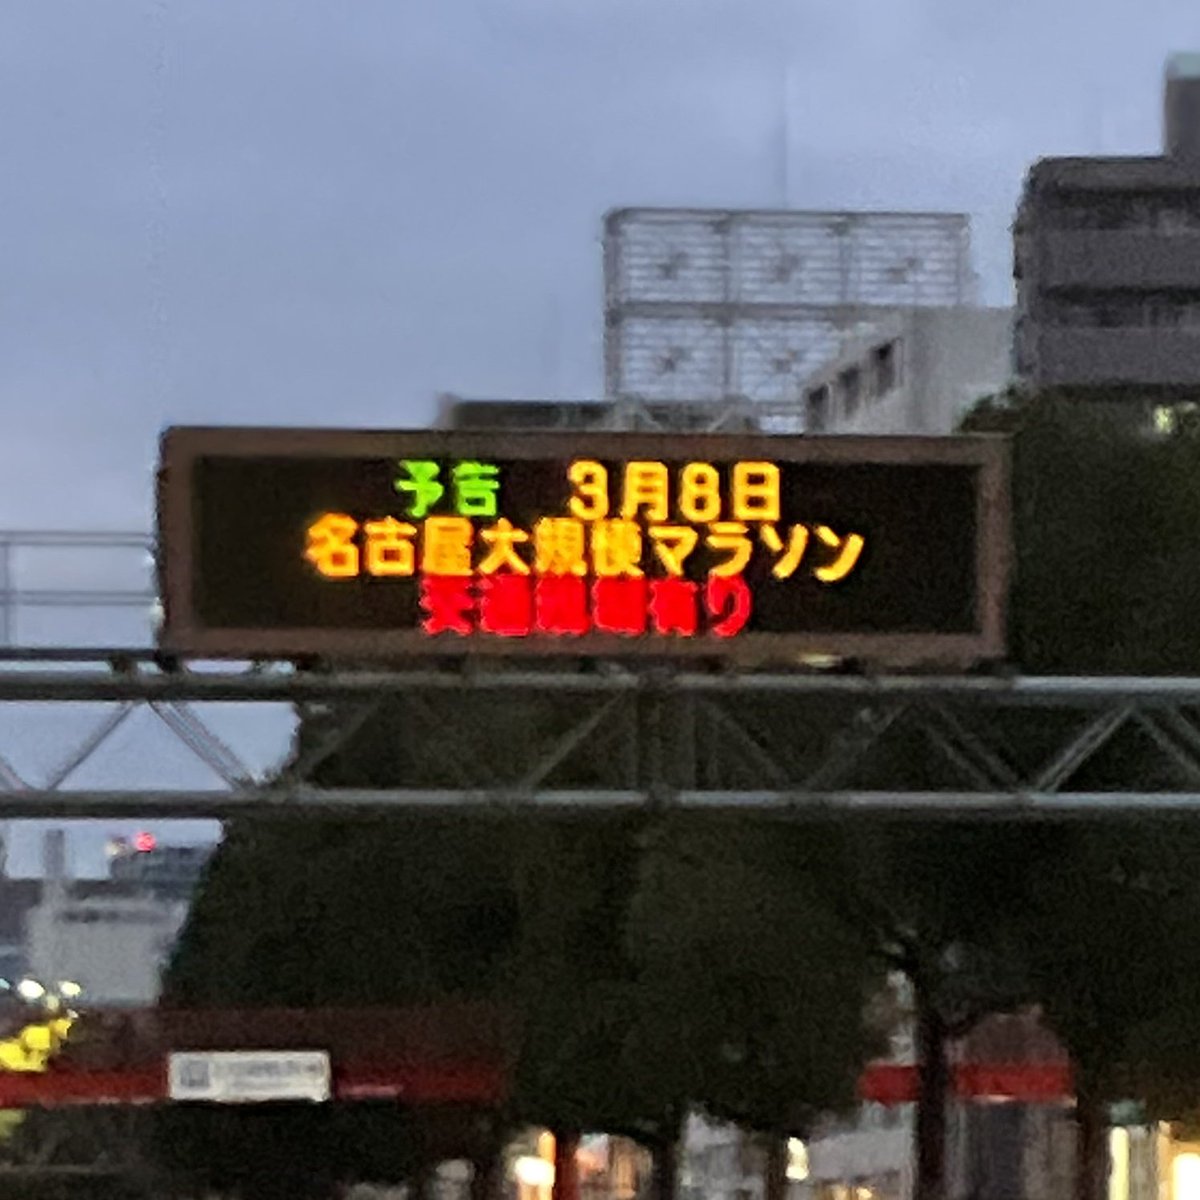 予告 3月8日
名古屋大規模マラソン
交通規制有り